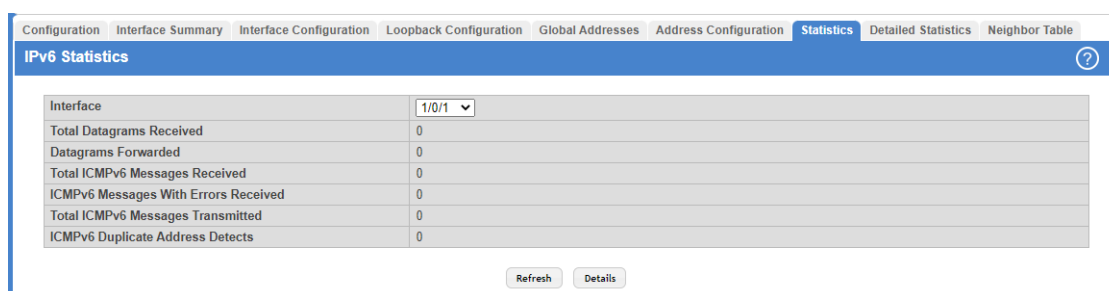 Configuration Interface Summary Interface Configuration Loopback Configuration Global Addresses Address Configuration Statistics Detailed Statistics Neighbor Table
IPv6 Statistics ?
Interface 1/0/1
Total Datagrams Received 0
Datagrams Forwarded 0
Total ICMPv6 Messages Received 0
ICMPv6 Messages With Errors Received 0
Total ICMPv6 Messages Transmitted 0
ICMPv6 Duplicate Address Detects 0
Refresh Details